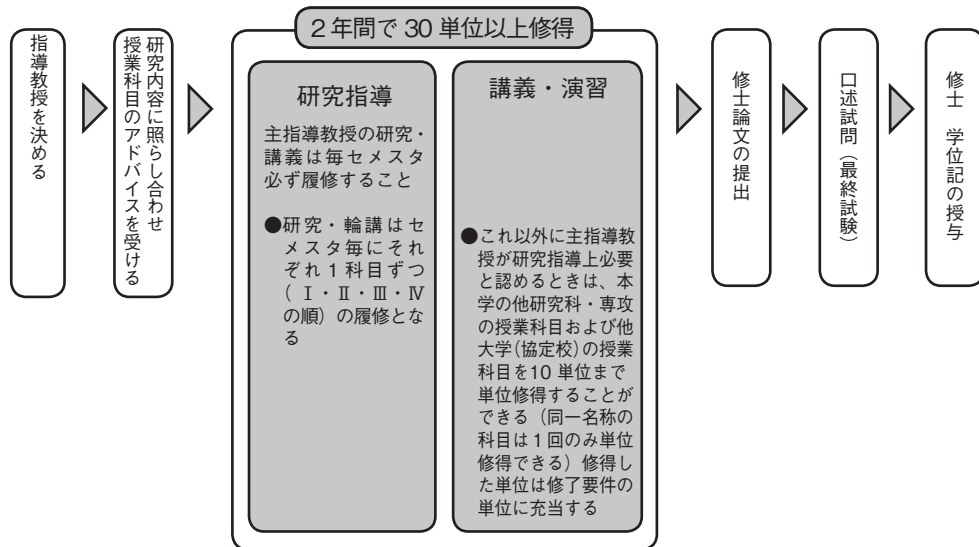 指導教授を決める
研究内容に照らし合わせ
授業科目のアドバイスを受ける
2年間で 30 単位以上修得
研究指導
主指導教授の研究・
講義は毎セメスタ
必ず履修すること
●研究・輪講はセ
メスタ毎にそれ
ぞれ1科目ずつ
(Ⅰ・Ⅱ・Ⅲ・Ⅳ
の順)の履修とな
る
講義・演習
●これ以外に主指導教
授が研究指導上必要
と認めるときは、本
学の他研究科・専攻
の授業科目および他
大学(協定校)の授業
科目を10 単位まで
単位修得することが
できる(同一名称の
科目は1回のみ単位
修得できる)修得し
た単位は修了要件の
単位に充当する
修士論文の提出
口述試問(最終試験)
修士 学位記の授与